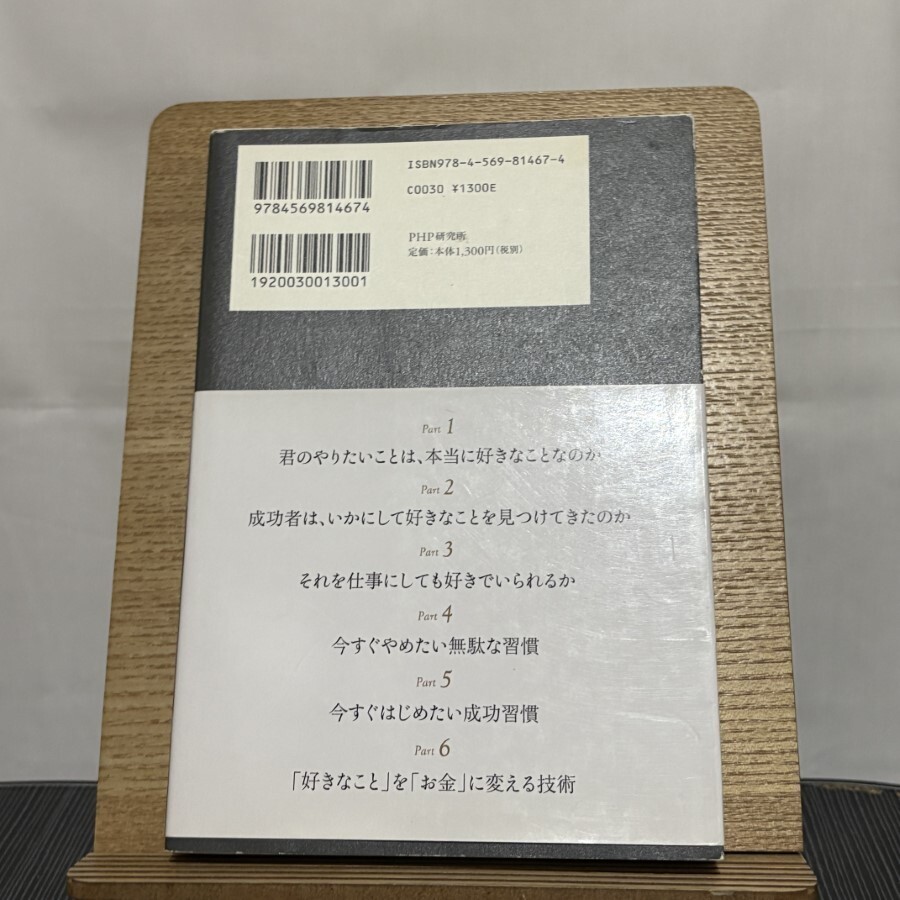 ISBN978-4-569-81467-4
C0030 ¥1300E
9784569814674
PHP研究所
定価：本体1,300円（税別）
1920030013001
Part 1
君のやりたいことは、本当に好きなことなのか
Part 2
成功者は、いかにして好きなことを見つけてきたのか
Part 3
それを仕事にしても好きでいられるか
Part 4
今すぐやめたい無駄な習慣
Part 5
今すぐはじめたい成功習慣
Part 6
「好きなこと」を「お金」に変える技術